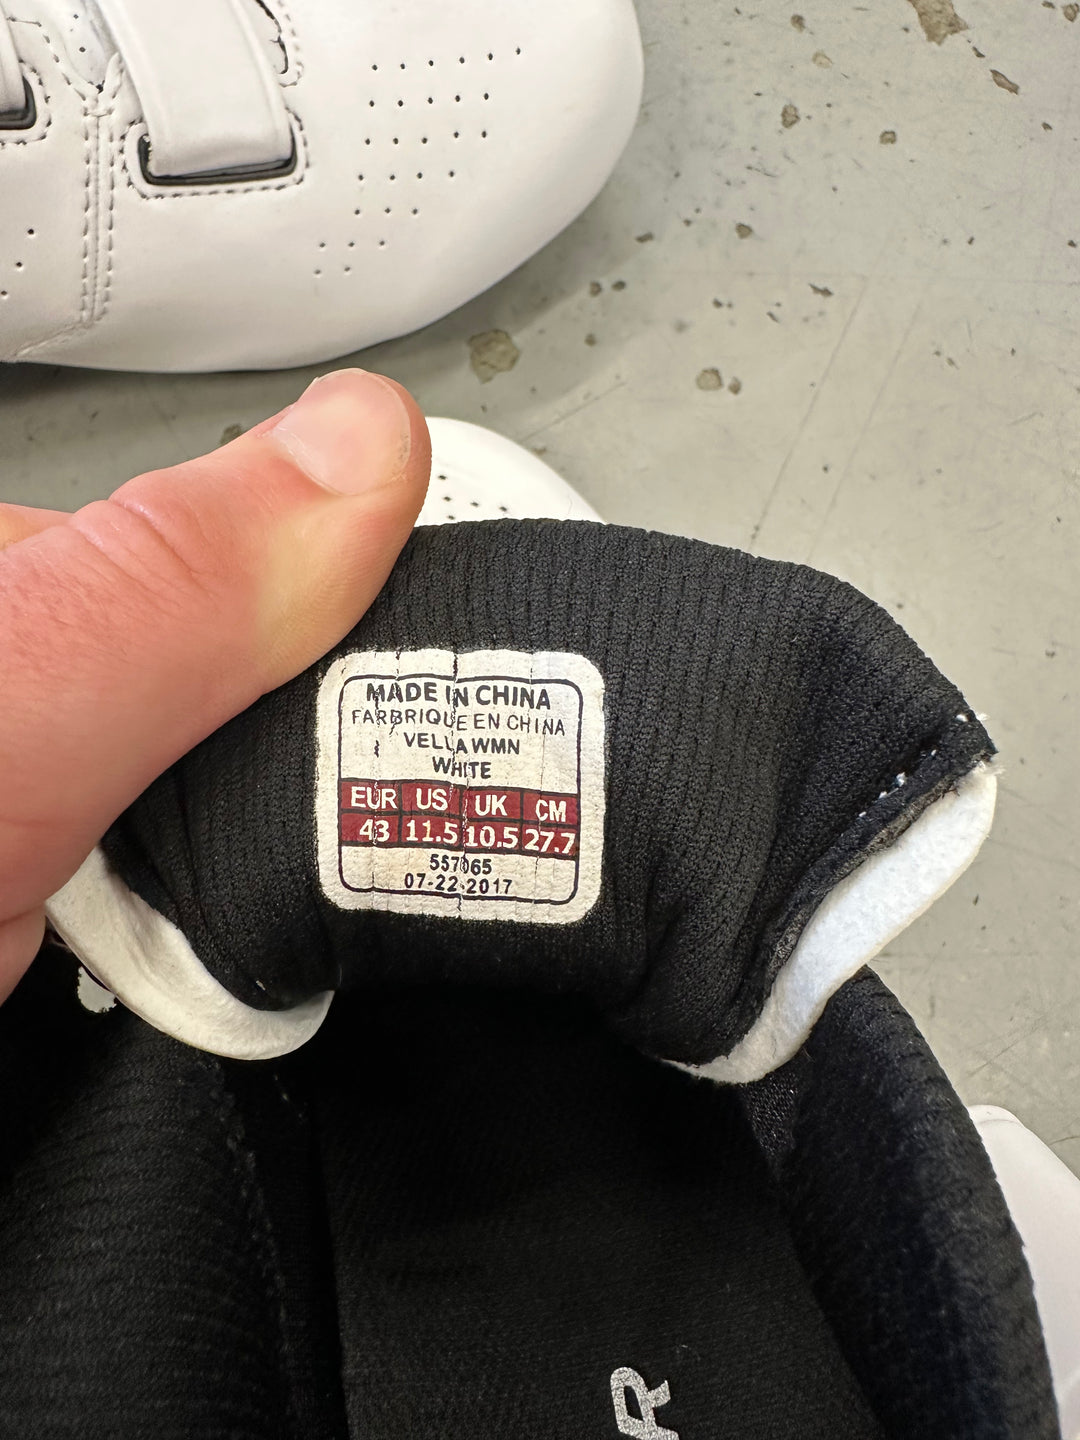 MADE IN CHINA
FARBRIQUE EN CHINA
VELLA WMN
WHITE
EUR US UK CM
43 11.5 10.5 27.7
557065
07-22-2017
R